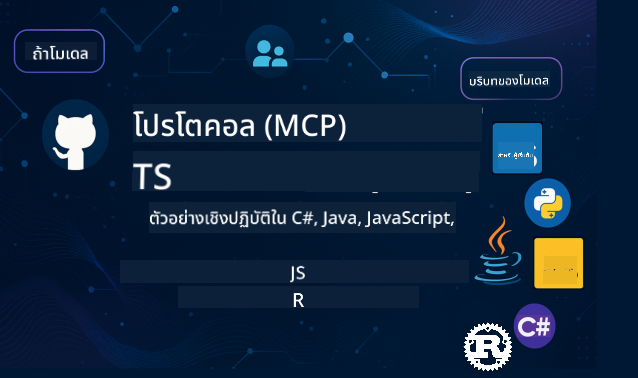 ถ้าโมเดล
บริบทของโมเดล
โปรโตคอล (MCP)
TS
ตัวอย่างเชิงปฏิบัติใน C#, Java, JavaScript,
JS
R
C#
R